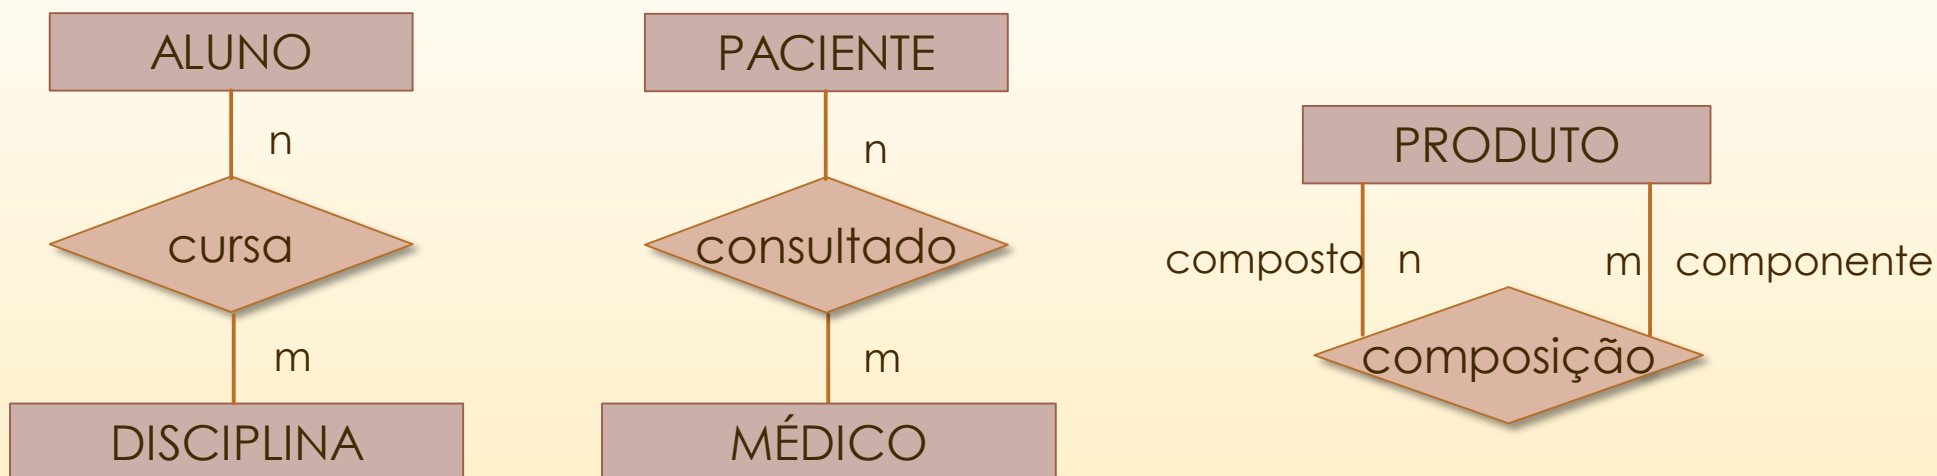 ALUNO
n
cursa
m
DISCIPLINA
PACIENTE
n
consultado
m
MÉDICO
PRODUTO
composto n m componente
composição